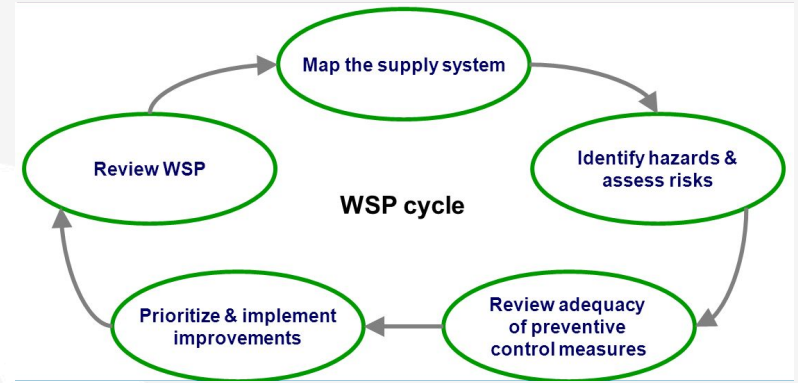 Map the supply system
Identify hazards &
assess risks
Review adequacy
of preventive
control measures
Prioritize & implement
improvements
Review WSP
WSP cycle